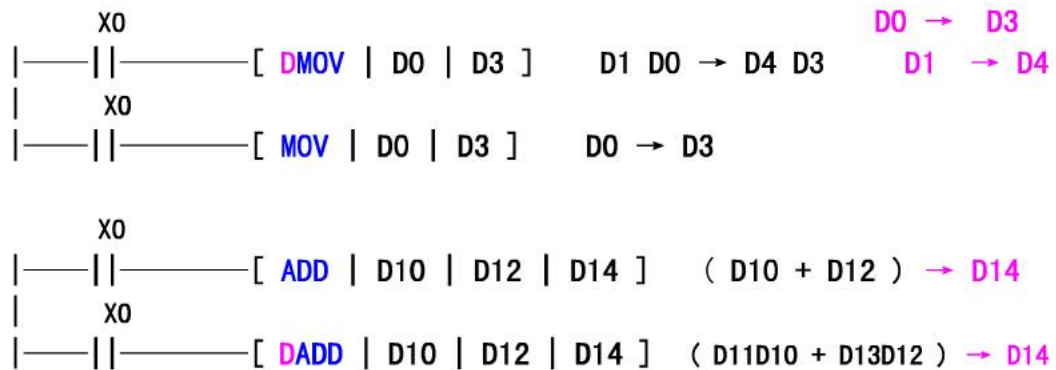 X0 D0 → D3
|——| |————[ DMOV | D0 | D3 ] D1 D0 → D4 D3 D1 → D4
| X0
|——| |————[ MOV | D0 | D3 ] D0 → D3
X0
|——| |————[ ADD | D10 | D12 | D14 ] ( D10 + D12 ) → D14
| X0
|——| |————[ DADD | D10 | D12 | D14 ] ( D11D10 + D13D12 ) → D14